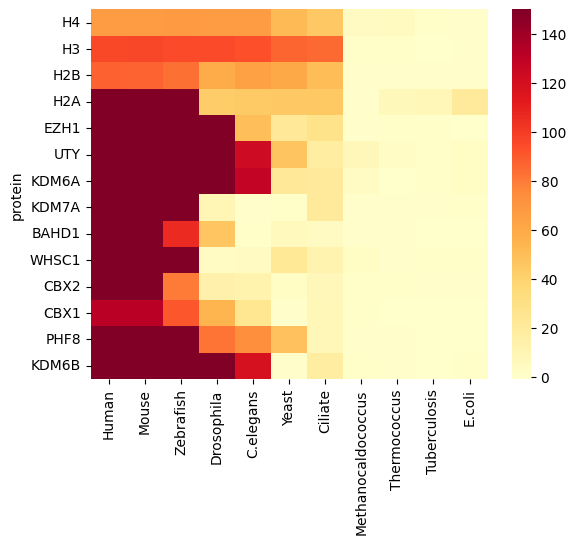 protein
H4
H3
H2B
H2A
EZH1
UTY
KDM6A
KDM7A
BAHD1
WHSC1
CBX2
CBX1
PHF8
KDM6B
Human
Mouse
Zebrafish
Drosophila
C.elegans
Yeast
Ciliate
Methanocaldococcus
Thermococcus
Tuberculosis
E.coli
140
120
100
80
60
40
20
0